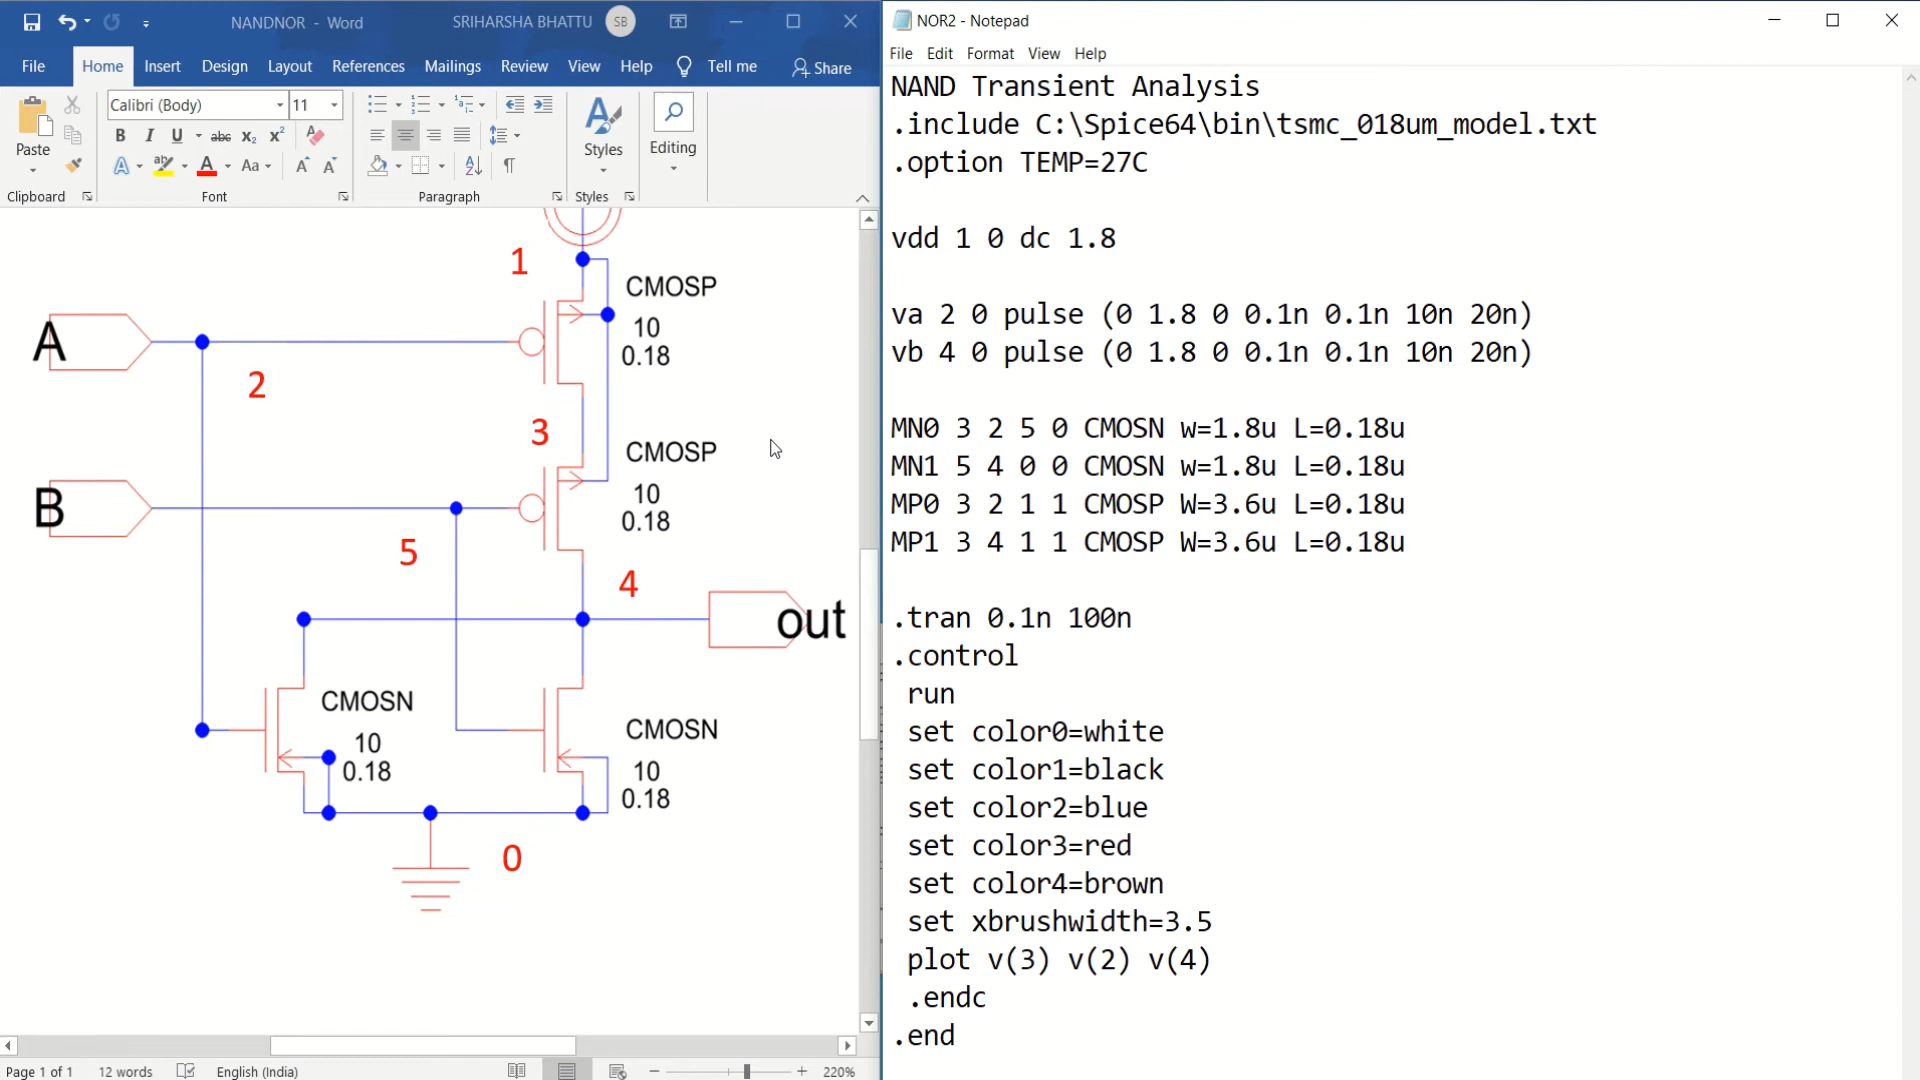 NANDNOR - Word
SRIHARSHA BHATTU
SB
File Home Insert Design Layout References Mailings Review View Help Tell me Share
Paste
Calibri (Body)
11
B I U abc X₂ X²
A A Aa A A
Styles
Editing
Clipboard Font Paragraph Styles
1
CMOSP
10
0.18
A
2
3
CMOSP
10
0.18
B
5
4
out
CMOSN
10
0.18
CMOSN
10
0.18
0
Page 1 of 1 12 words English (India) 220%
NOR2 - Notepad
File Edit Format View Help
NAND Transient Analysis
.include C:\Spice64\bin\tsmc_018um_model.txt
.option TEMP=27C
vdd 1 0 dc 1.8
va 2 0 pulse (0 1.8 0 0.1n 0.1n 10n 20n)
vb 4 0 pulse (0 1.8 0 0.1n 0.1n 10n 20n)
MN0 3 2 5 0 CMOSN w=1.8u L=0.18u
MN1 5 4 0 0 CMOSN w=1.8u L=0.18u
MP0 3 2 1 1 CMOSP W=3.6u L=0.18u
MP1 3 4 1 1 CMOSP W=3.6u L=0.18u
.tran 0.1n 100n
.control
run
set color0=white
set color1=black
set color2=blue
set color3=red
set color4=brown
set xbrushwidth=3.5
plot v(3) v(2) v(4)
.endc
.end